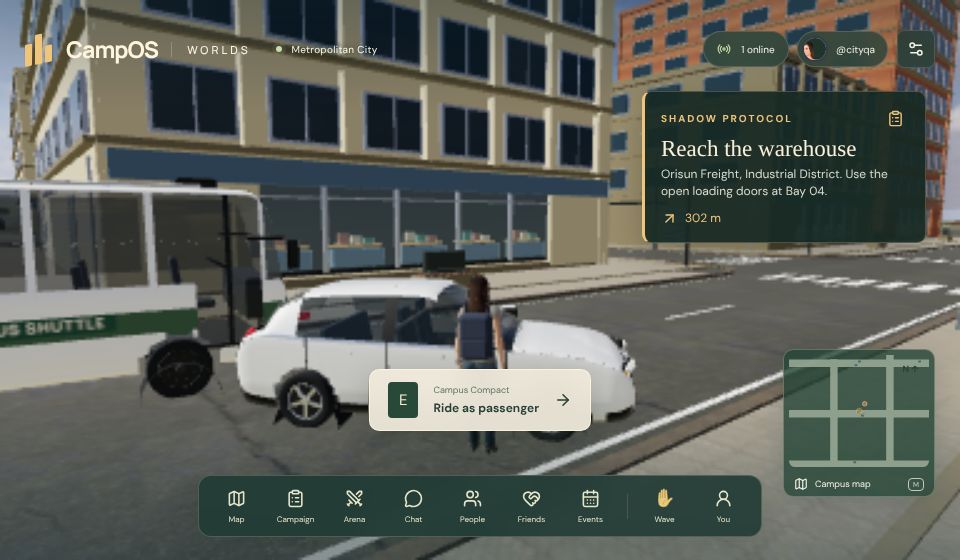 CampOS
WORLDS
Metropolitan City
1 online
@cityqa
SHADOW PROTOCOL
Reach the warehouse
Orisun Freight, Industrial District. Use the
open loading doors at Bay 04.
302 m
US SHUTTLE
E
Campus Compact
Ride as passenger
N
Campus map
M
Map
Campaign
Arena
Chat
People
Friends
Events
Wave
You